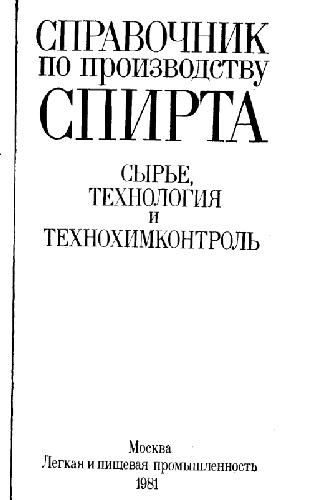 СПРАВОЧНИК
по производству
СПИРТА
СЫРЬЕ,
ТЕХНОЛОГИЯ
и
ТЕХНОХИМКОНТРОЛЬ
Москва
Легкая и пищевая промышленность
1981